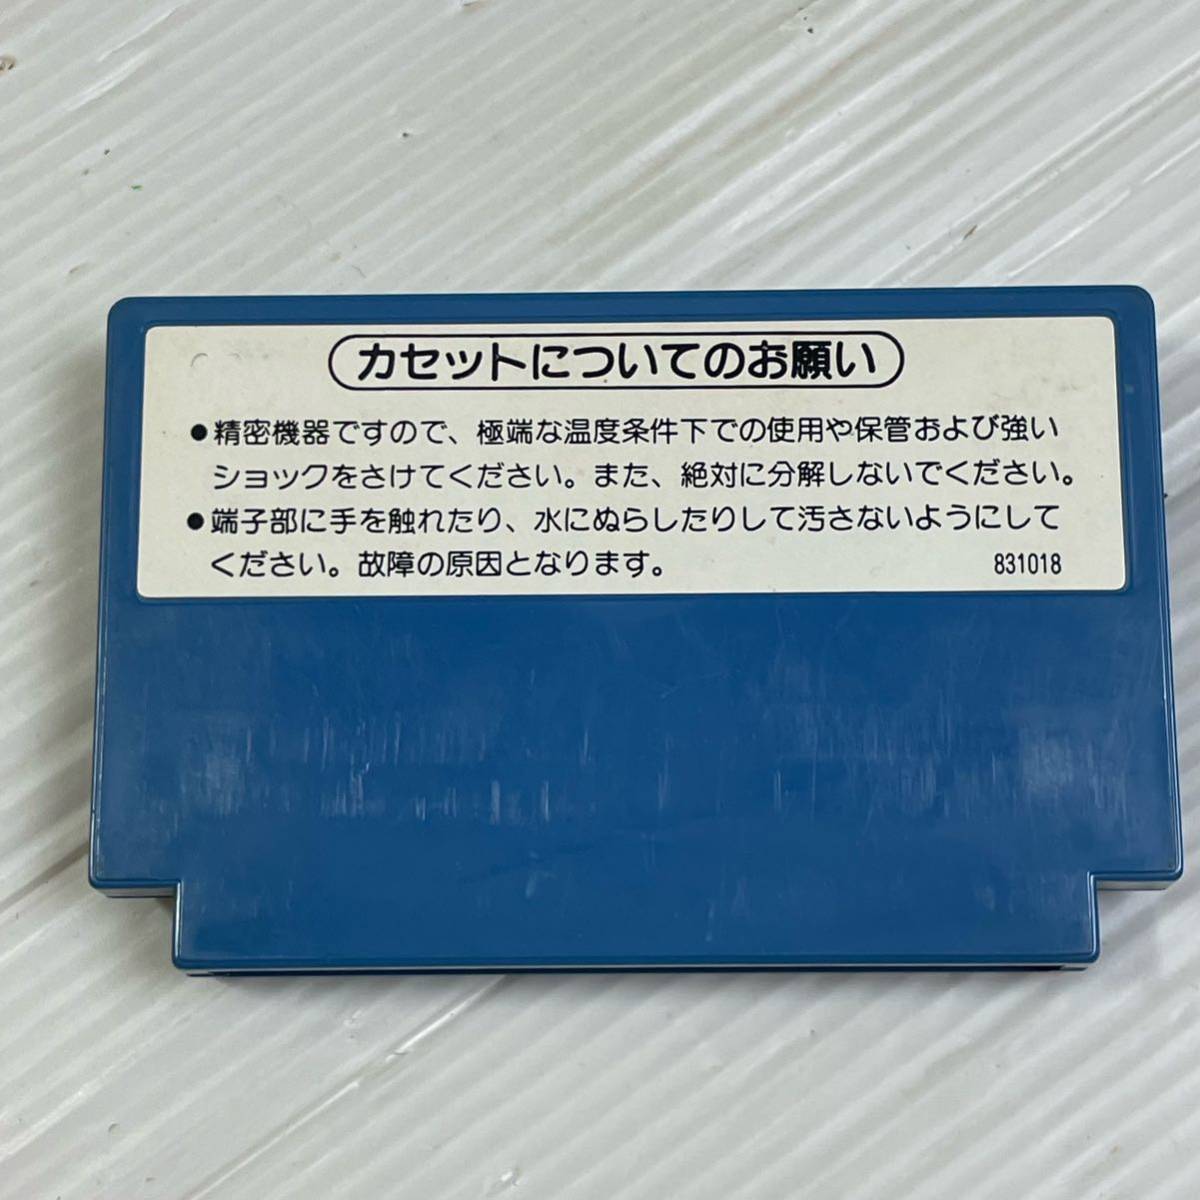 カセットについてのお願い
●精密機器ですので、極端な温度条件下での使用や保管および強い
ショックをさけてください。また、絶対に分解しないでください。
●端子部に手を触れたり、水にぬらしたりして汚さないようにして
ください。故障の原因となります。 831018